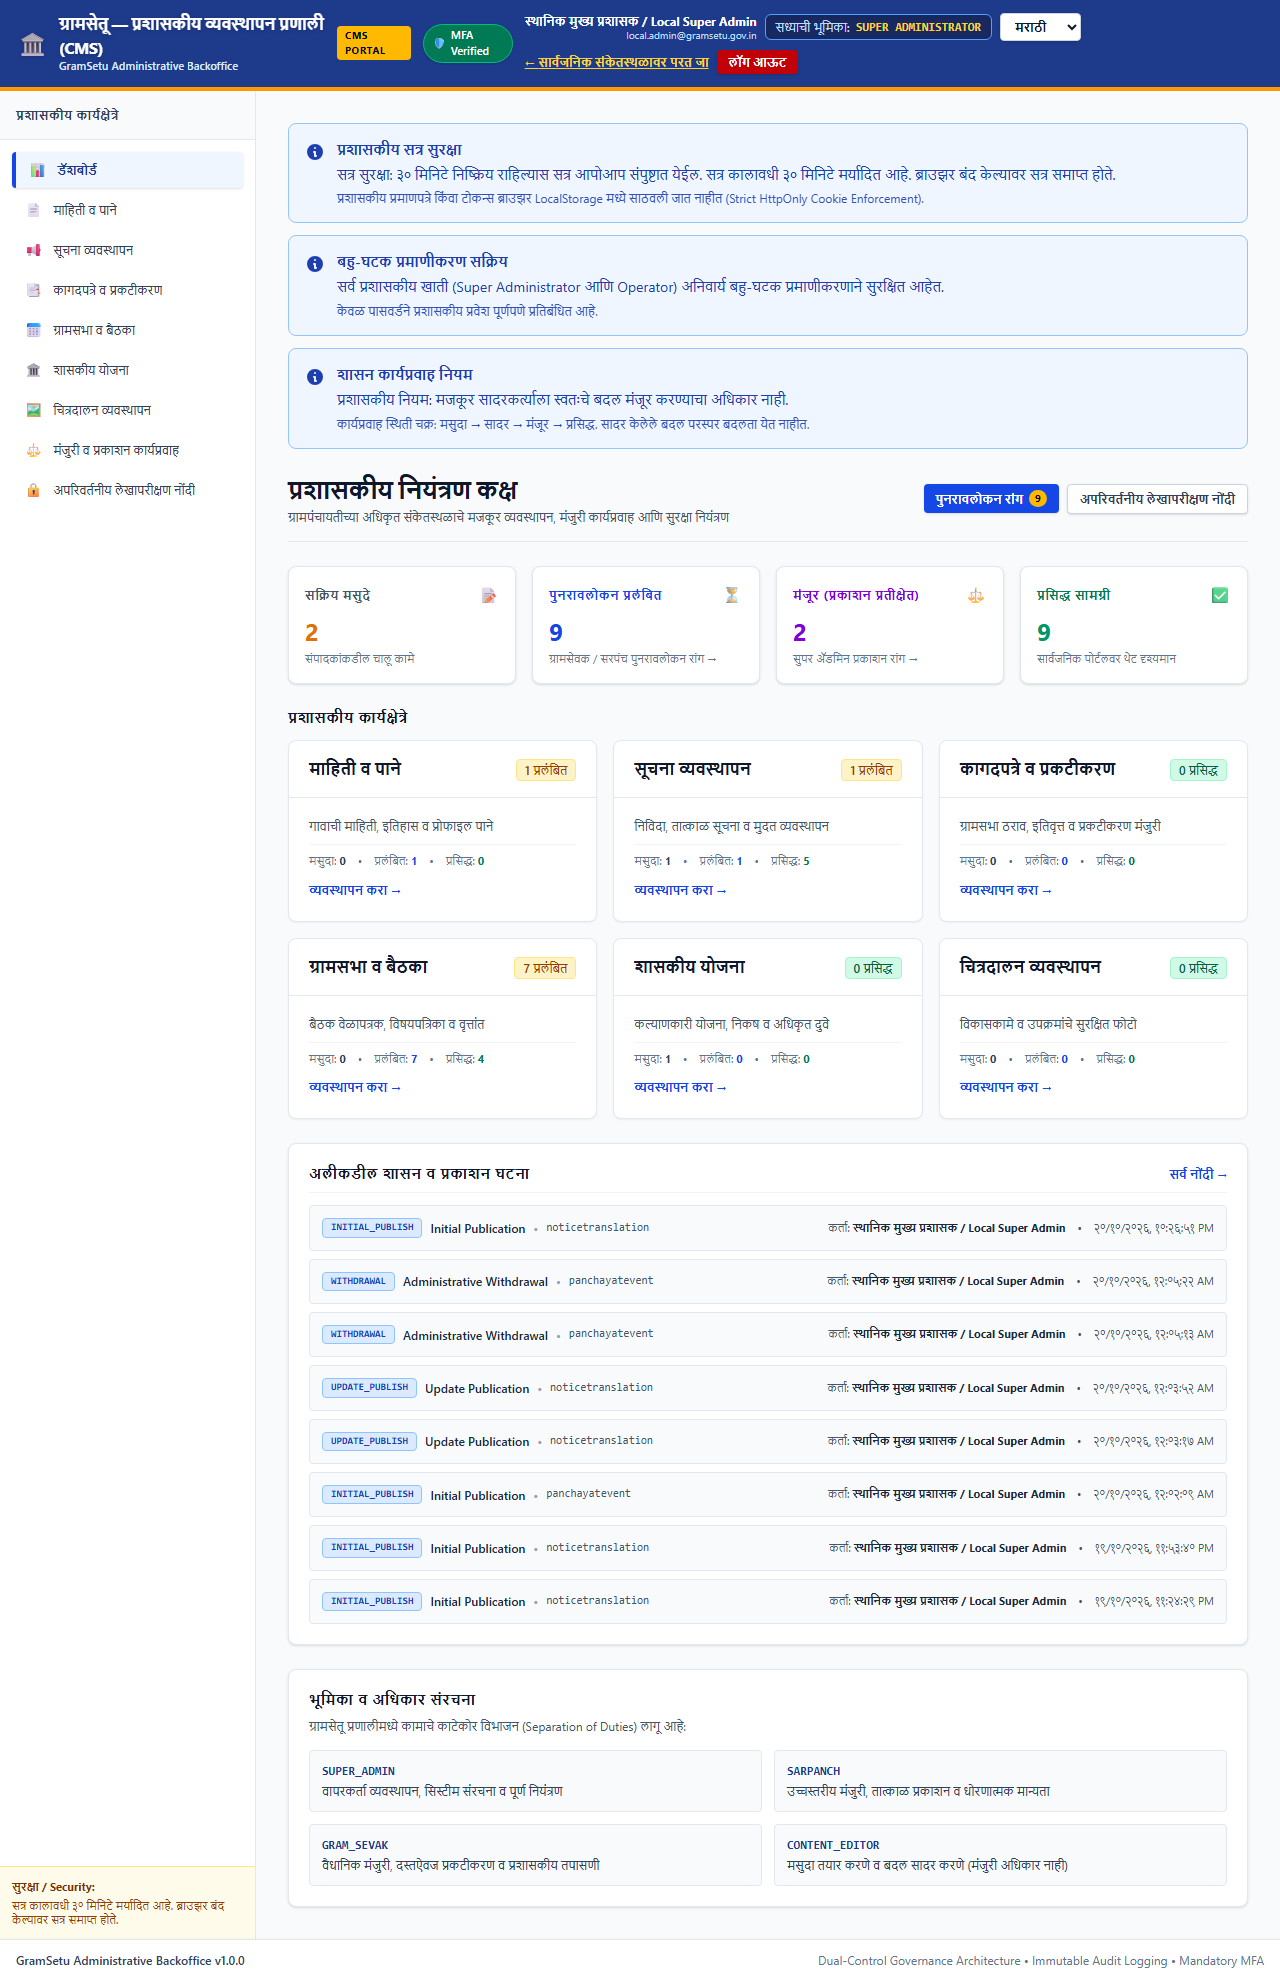 ग्रामसेतू — प्रशासकीय व्यवस्थापन प्रणाली (CMS)
GramSetu Administrative Backoffice
CMS PORTAL
MFA Verified
स्थानिक मुख्य प्रशासक / Local Super Admin
local.admin@gramsetu.gov.in
सध्याची भूमिका: SUPER ADMINISTRATOR
मराठी
← सार्वजनिक संकेतस्थळावर परत जा
लॉग आऊट
प्रशासकीय कार्यक्षेत्रे
डॅशबोर्ड
माहिती व पाने
सूचना व्यवस्थापन
कागदपत्रे व प्रकटीकरण
ग्रामसभा व बैठका
शासकीय योजना
चित्रदालन व्यवस्थापन
मंजुरी व प्रकाशन कार्यप्रवाह
अपरिवर्तनीय लेखापरीक्षण नोंदी
प्रशासकीय सत्र सुरक्षा
सत्र सुरक्षा: ३० मिनिटे निष्क्रिय राहिल्यास सत्र आपोआप संपुष्टात येईल. सत्र कालावधी ३० मिनिटे मर्यादित आहे. ब्राउझर बंद केल्यावर सत्र समाप्त होते.
प्रशासकीय प्रमाणपत्रे किंवा टोकन्स ब्राउझर LocalStorage मध्ये साठवली जात नाहीत (Strict HttpOnly Cookie Enforcement).
बहु-घटक प्रमाणीकरण सक्रिय
सर्व प्रशासकीय खाती (Super Administrator आणि Operator) अनिवार्य बहु-घटक प्रमाणीकरणाने सुरक्षित आहेत.
केवळ पासवर्डने प्रशासकीय प्रवेश पूर्णपणे प्रतिबंधित आहे.
शासन कार्यप्रवाह नियम
प्रशासकीय नियम: मजकूर सादरकर्त्याला स्वतःचे बदल मंजूर करण्याचा अधिकार नाही.
कार्यप्रवाह स्थिती चक्र: मसुदा → सादर → मंजूर → प्रसिद्ध. सादर केलेले बदल परस्पर बदलता येत नाहीत.
प्रशासकीय नियंत्रण कक्ष
ग्रामपंचायतीच्या अधिकृत संकेतस्थळाचे मजकूर व्यवस्थापन, मंजुरी कार्यप्रवाह आणि सुरक्षा नियंत्रण
पुनरावलोकन रांग 9
अपरिवर्तनीय लेखापरीक्षण नोंदी
सक्रिय मसुदे
2
संपादकांकडील चालू कामे
पुनरावलोकन प्रलंबित
9
ग्रामसेवक / सरपंच पुनरावलोकन रांग →
मंजूर (प्रकाशन प्रतीक्षेत)
2
सुपर ॲडमिन प्रकाशन रांग →
प्रसिद्ध सामग्री
9
सार्वजनिक पोर्टलवर थेट दृश्यमान
प्रशासकीय कार्यक्षेत्रे
माहिती व पाने
1 प्रलंबित
गावाची माहिती, इतिहास व प्रोफाइल पाने
मसुदा: 0 • प्रलंबित: 1 • प्रसिद्ध: 0
व्यवस्थापन करा →
सूचना व्यवस्थापन
1 प्रलंबित
निविदा, तात्काळ सूचना व मुदत व्यवस्थापन
मसुदा: 1 • प्रलंबित: 1 • प्रसिद्ध: 5
व्यवस्थापन करा →
कागदपत्रे व प्रकटीकरण
0 प्रसिद्ध
ग्रामसभा ठराव, इतिवृत्त व प्रकटीकरण मंजुरी
मसुदा: 0 • प्रलंबित: 0 • प्रसिद्ध: 0
व्यवस्थापन करा →
ग्रामसभा व बैठका
7 प्रलंबित
बैठक वेळापत्रक, विषयपत्रिका व वृत्तांत
मसुदा: 0 • प्रलंबित: 7 • प्रसिद्ध: 4
व्यवस्थापन करा →
शासकीय योजना
0 प्रसिद्ध
कल्याणकारी योजना, निकष व अधिकृत दुवे
मसुदा: 1 • प्रलंबित: 0 • प्रसिद्ध: 0
व्यवस्थापन करा →
चित्रदालन व्यवस्थापन
0 प्रसिद्ध
विकासकामे व उपक्रमांचे सुरक्षित फोटो
मसुदा: 0 • प्रलंबित: 0 • प्रसिद्ध: 0
व्यवस्थापन करा →
अलीकडील शासन व प्रकाशन घटना
सर्व नोंदी →
INITIAL_PUBLISH Initial Publication • noticetranslation कर्ता: स्थानिक मुख्य प्रशासक / Local Super Admin • २०/१०/२०२६, १०:२६:५९ PM
WITHDRAWAL Administrative Withdrawal • panchayatevent कर्ता: स्थानिक मुख्य प्रशासक / Local Super Admin • २०/१०/२०२६, १२:०५:२२ AM
WITHDRAWAL Administrative Withdrawal • panchayatevent कर्ता: स्थानिक मुख्य प्रशासक / Local Super Admin • २०/१०/२०२६, १२:०५:१३ AM
UPDATE_PUBLISH Update Publication • noticetranslation कर्ता: स्थानिक मुख्य प्रशासक / Local Super Admin • २०/१०/२०२६, १२:०३:५२ AM
UPDATE_PUBLISH Update Publication • noticetranslation कर्ता: स्थानिक मुख्य प्रशासक / Local Super Admin • २०/१०/२०२६, १२:०३:१७ AM
INITIAL_PUBLISH Initial Publication • panchayatevent कर्ता: स्थानिक मुख्य प्रशासक / Local Super Admin • २०/१०/२०२६, १२:०२:०९ AM
INITIAL_PUBLISH Initial Publication • noticetranslation कर्ता: स्थानिक मुख्य प्रशासक / Local Super Admin • १९/१०/२०२६, ११:५३:४० PM
INITIAL_PUBLISH Initial Publication • noticetranslation कर्ता: स्थानिक मुख्य प्रशासक / Local Super Admin • १९/१०/२०२६, ११:२४:२९ PM
भूमिका व अधिकार संरचना
ग्रामसेतू प्रणालीमध्ये कामाचे काटेकोर विभाजन (Separation of Duties) लागू आहे:
SUPER_ADMIN
वापरकर्ता व्यवस्थापन, सिस्टीम संरचना व पूर्ण नियंत्रण
SARPANCH
उच्चस्तरीय मंजुरी, तात्काळ प्रकाशन व धोरणात्मक मान्यता
GRAM_SEVAK
वैधानिक मंजुरी, दस्तऐवज प्रकटीकरण व प्रशासकीय तपासणी
CONTENT_EDITOR
मसुदा तयार करणे व बदल सादर करणे (मंजुरी अधिकार नाही)
सुरक्षा / Security:
सत्र कालावधी ३० मिनिटे मर्यादित आहे. ब्राउझर बंद
केल्यावर सत्र समाप्त होते.
GramSetu Administrative Backoffice v1.0.0
Dual-Control Governance Architecture • Immutable Audit Logging • Mandatory MFA